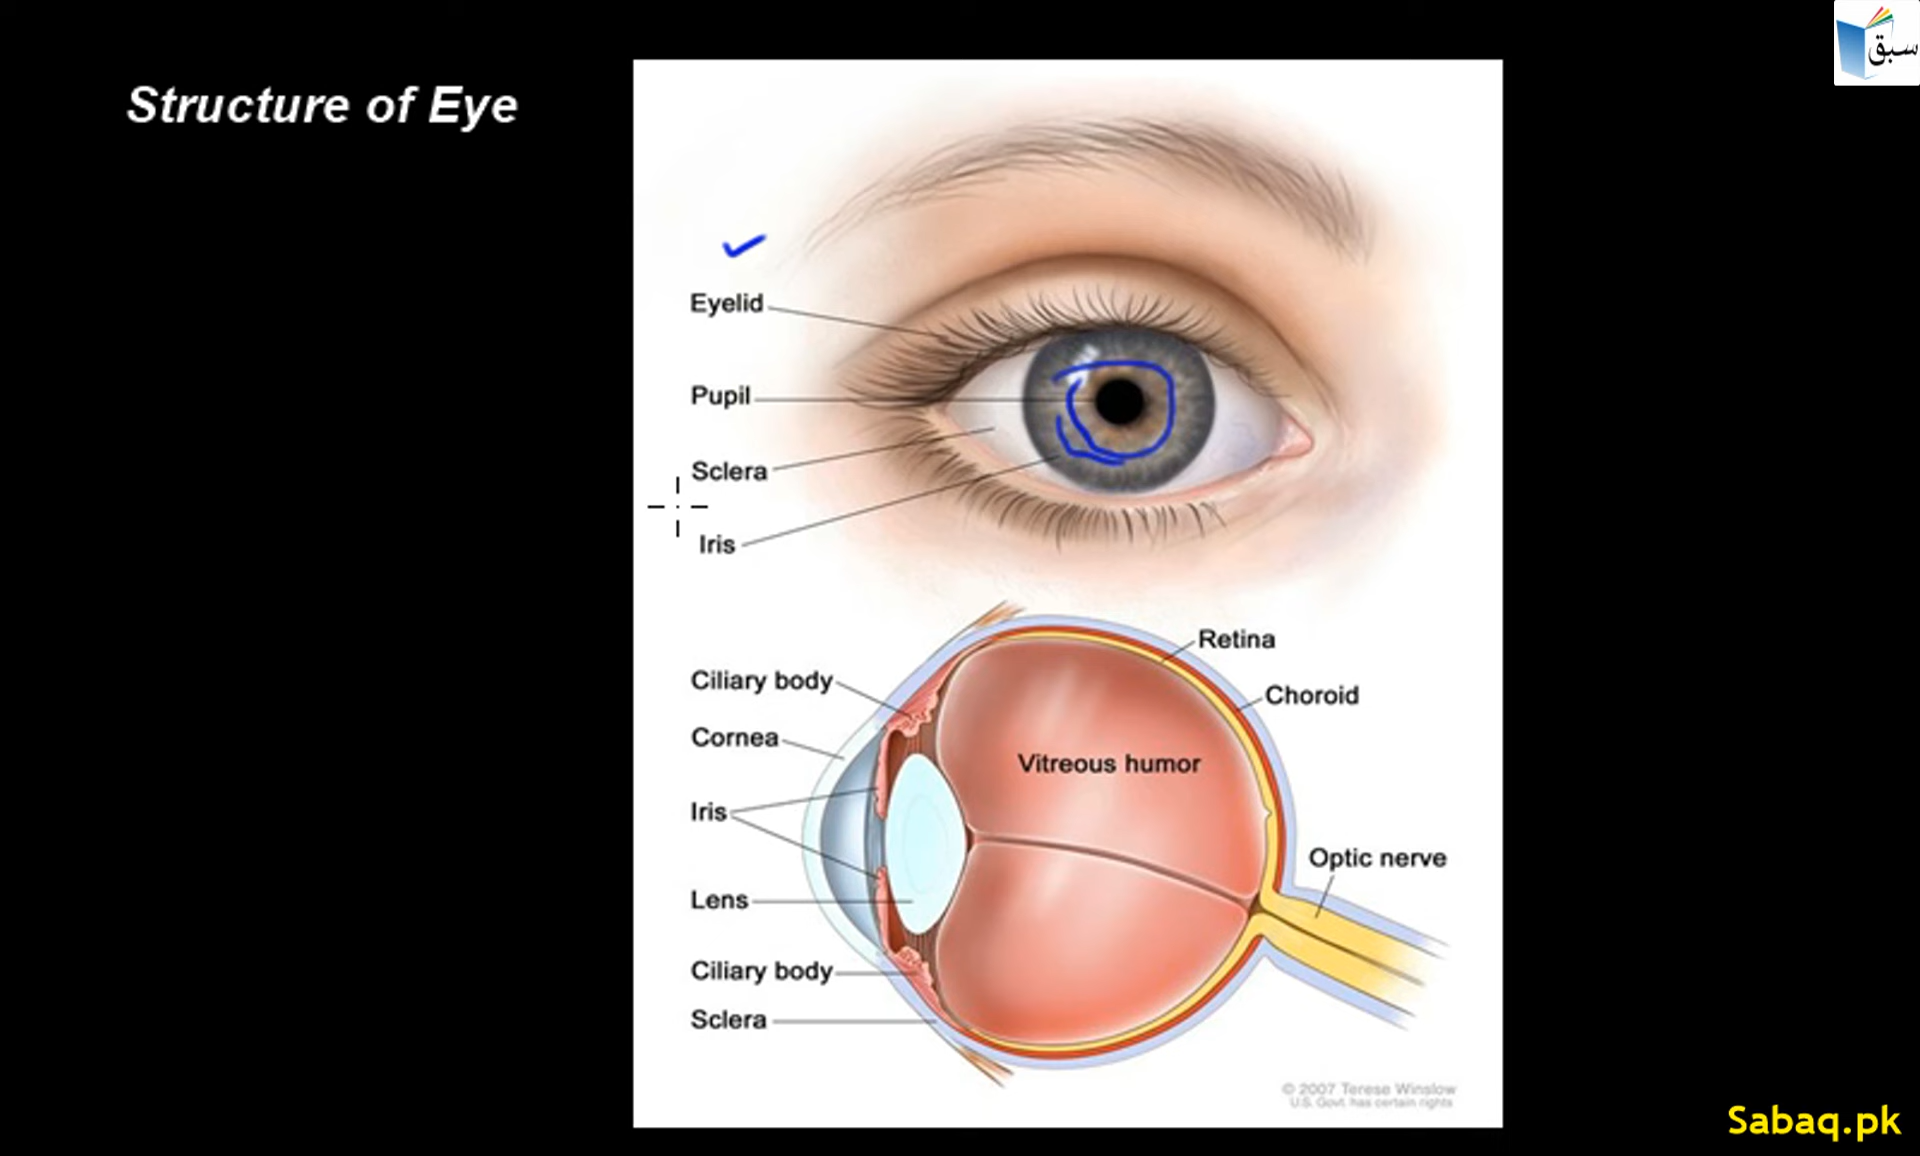 سبق
Structure of Eye
Eyelid
Pupil
Sclera
Iris
Retina
Ciliary body
Choroid
Cornea
Vitreous humor
Iris
Optic nerve
Lens
Ciliary body
Sclera
© 2007 Terese Winslow
U.S. Govt. has certain rights
Sabaq.pk